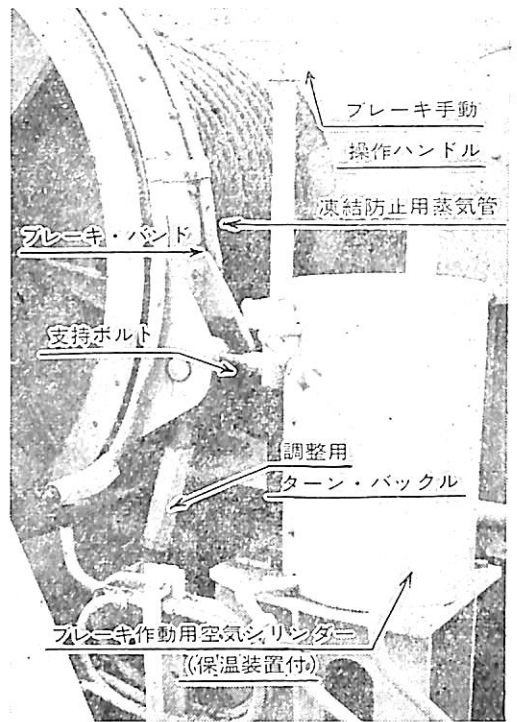 ブレーキ手動
操作ハンドル
凍結防止用蒸気管
ブレーキ・バンド
支持ボルト
調整用
ターン・バックル
ブレーキ作動用空気シリンダー
(保温装置付)